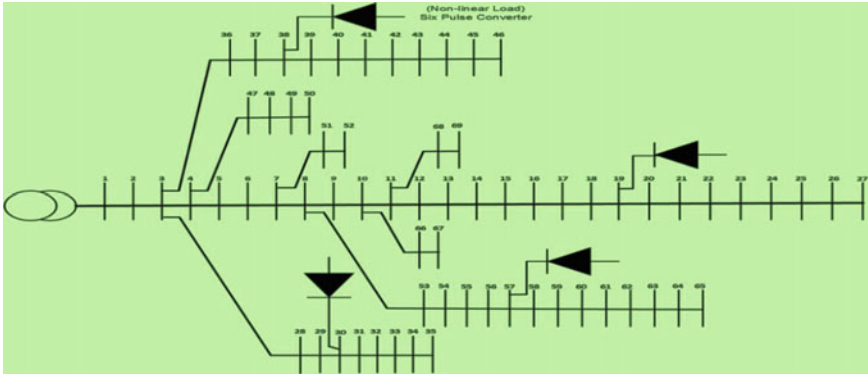 (Non-linear Load)
Six Pulse Converter
36 37 38 39 40 41 42 43 44 45 46
47 48 49 50
51 52
68 69
1 2 3 4 5 6 7 8 9 10 11 12 13 14 15 16 17 18 19 20 21 22 23 24 25 26 27
66 67
53 54 55 56 57 58 59 60 61 62 63 64 65
28 29 30 31 32 33 34 35